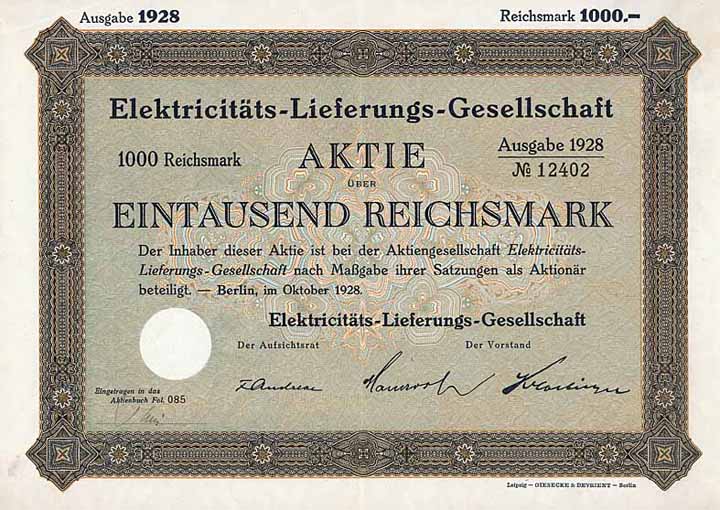 Ausgabe 1928 Reichsmark 1000.—
Elektricitäts-Lieferungs-Gesellschaft
1000 Reichsmark AKTIE Ausgabe 1928
ÜBER № 12402
EINTAUSEND REICHSMARK
Der Inhaber dieser Aktie ist bei der Aktiengesellschaft Elektricitäts-
Lieferungs-Gesellschaft nach Maßgabe ihrer Satzungen als Aktionär
beteiligt. — Berlin, im Oktober 1928.
Elektricitäts-Lieferungs-Gesellschaft
Der Aufsichtsrat Der Vorstand
Eingetragen in das
Aktienbuch Fol. 085
Leipzig — GIESECKE & DEVRIENT — Berlin